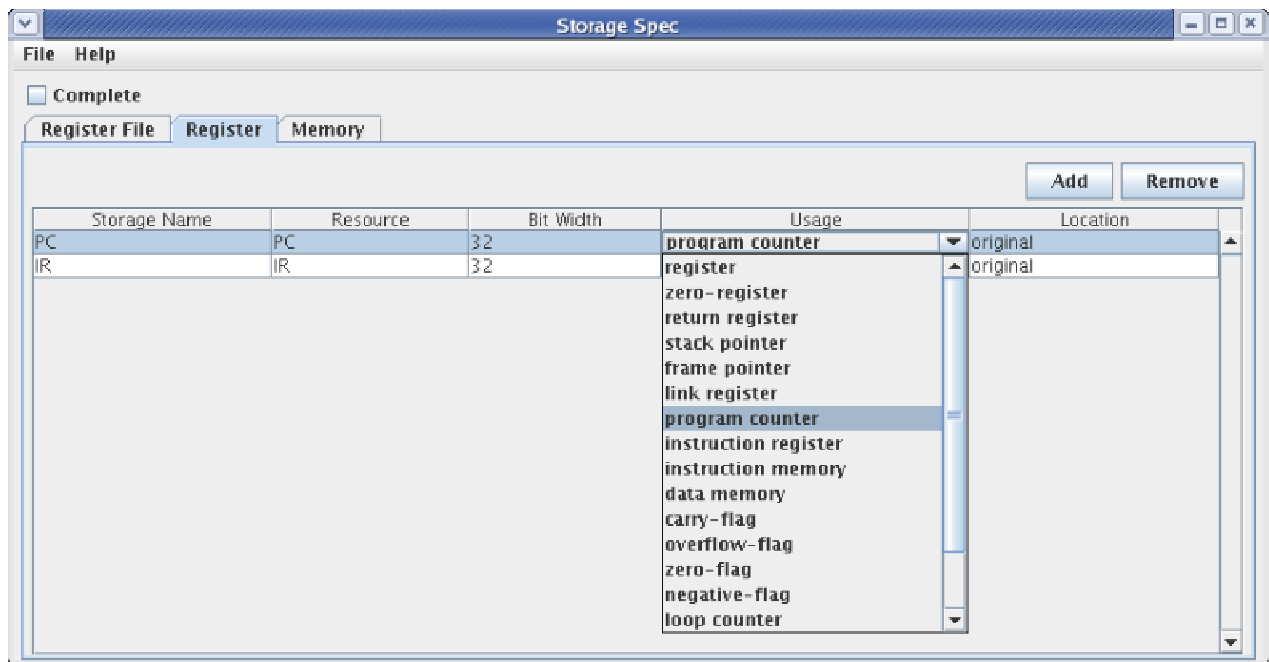 Storage Spec
File Help
Complete
Register File Register Memory
Add Remove
Storage Name Resource Bit Width Usage Location
PC PC 32 program counter original
IR IR 32 register original
zero-register
return register
stack pointer
frame pointer
link register
program counter
instruction register
instruction memory
data memory
carry-flag
overflow-flag
zero-flag
negative-flag
loop counter